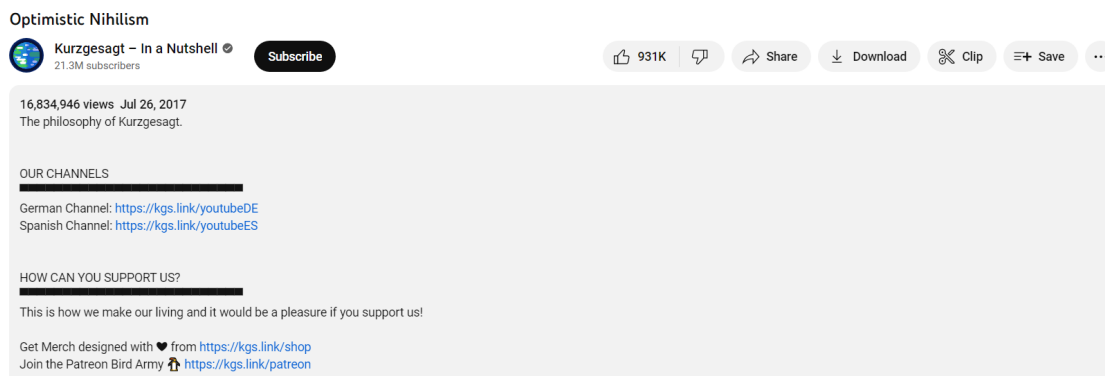 Optimistic Nihilism
Kurzgesagt – In a Nutshell
21.3M subscribers
Subscribe
931K
Share
Download
Clip
Save
16,834,946 views Jul 26, 2017
The philosophy of Kurzgesagt.
OUR CHANNELS
German Channel: https://kgs.link/youtubeDE
Spanish Channel: https://kgs.link/youtubeES
HOW CAN YOU SUPPORT US?
This is how we make our living and it would be a pleasure if you support us!
Get Merch designed with ❤ from https://kgs.link/shop
Join the Patreon Bird Army 🐧 https://kgs.link/patreon